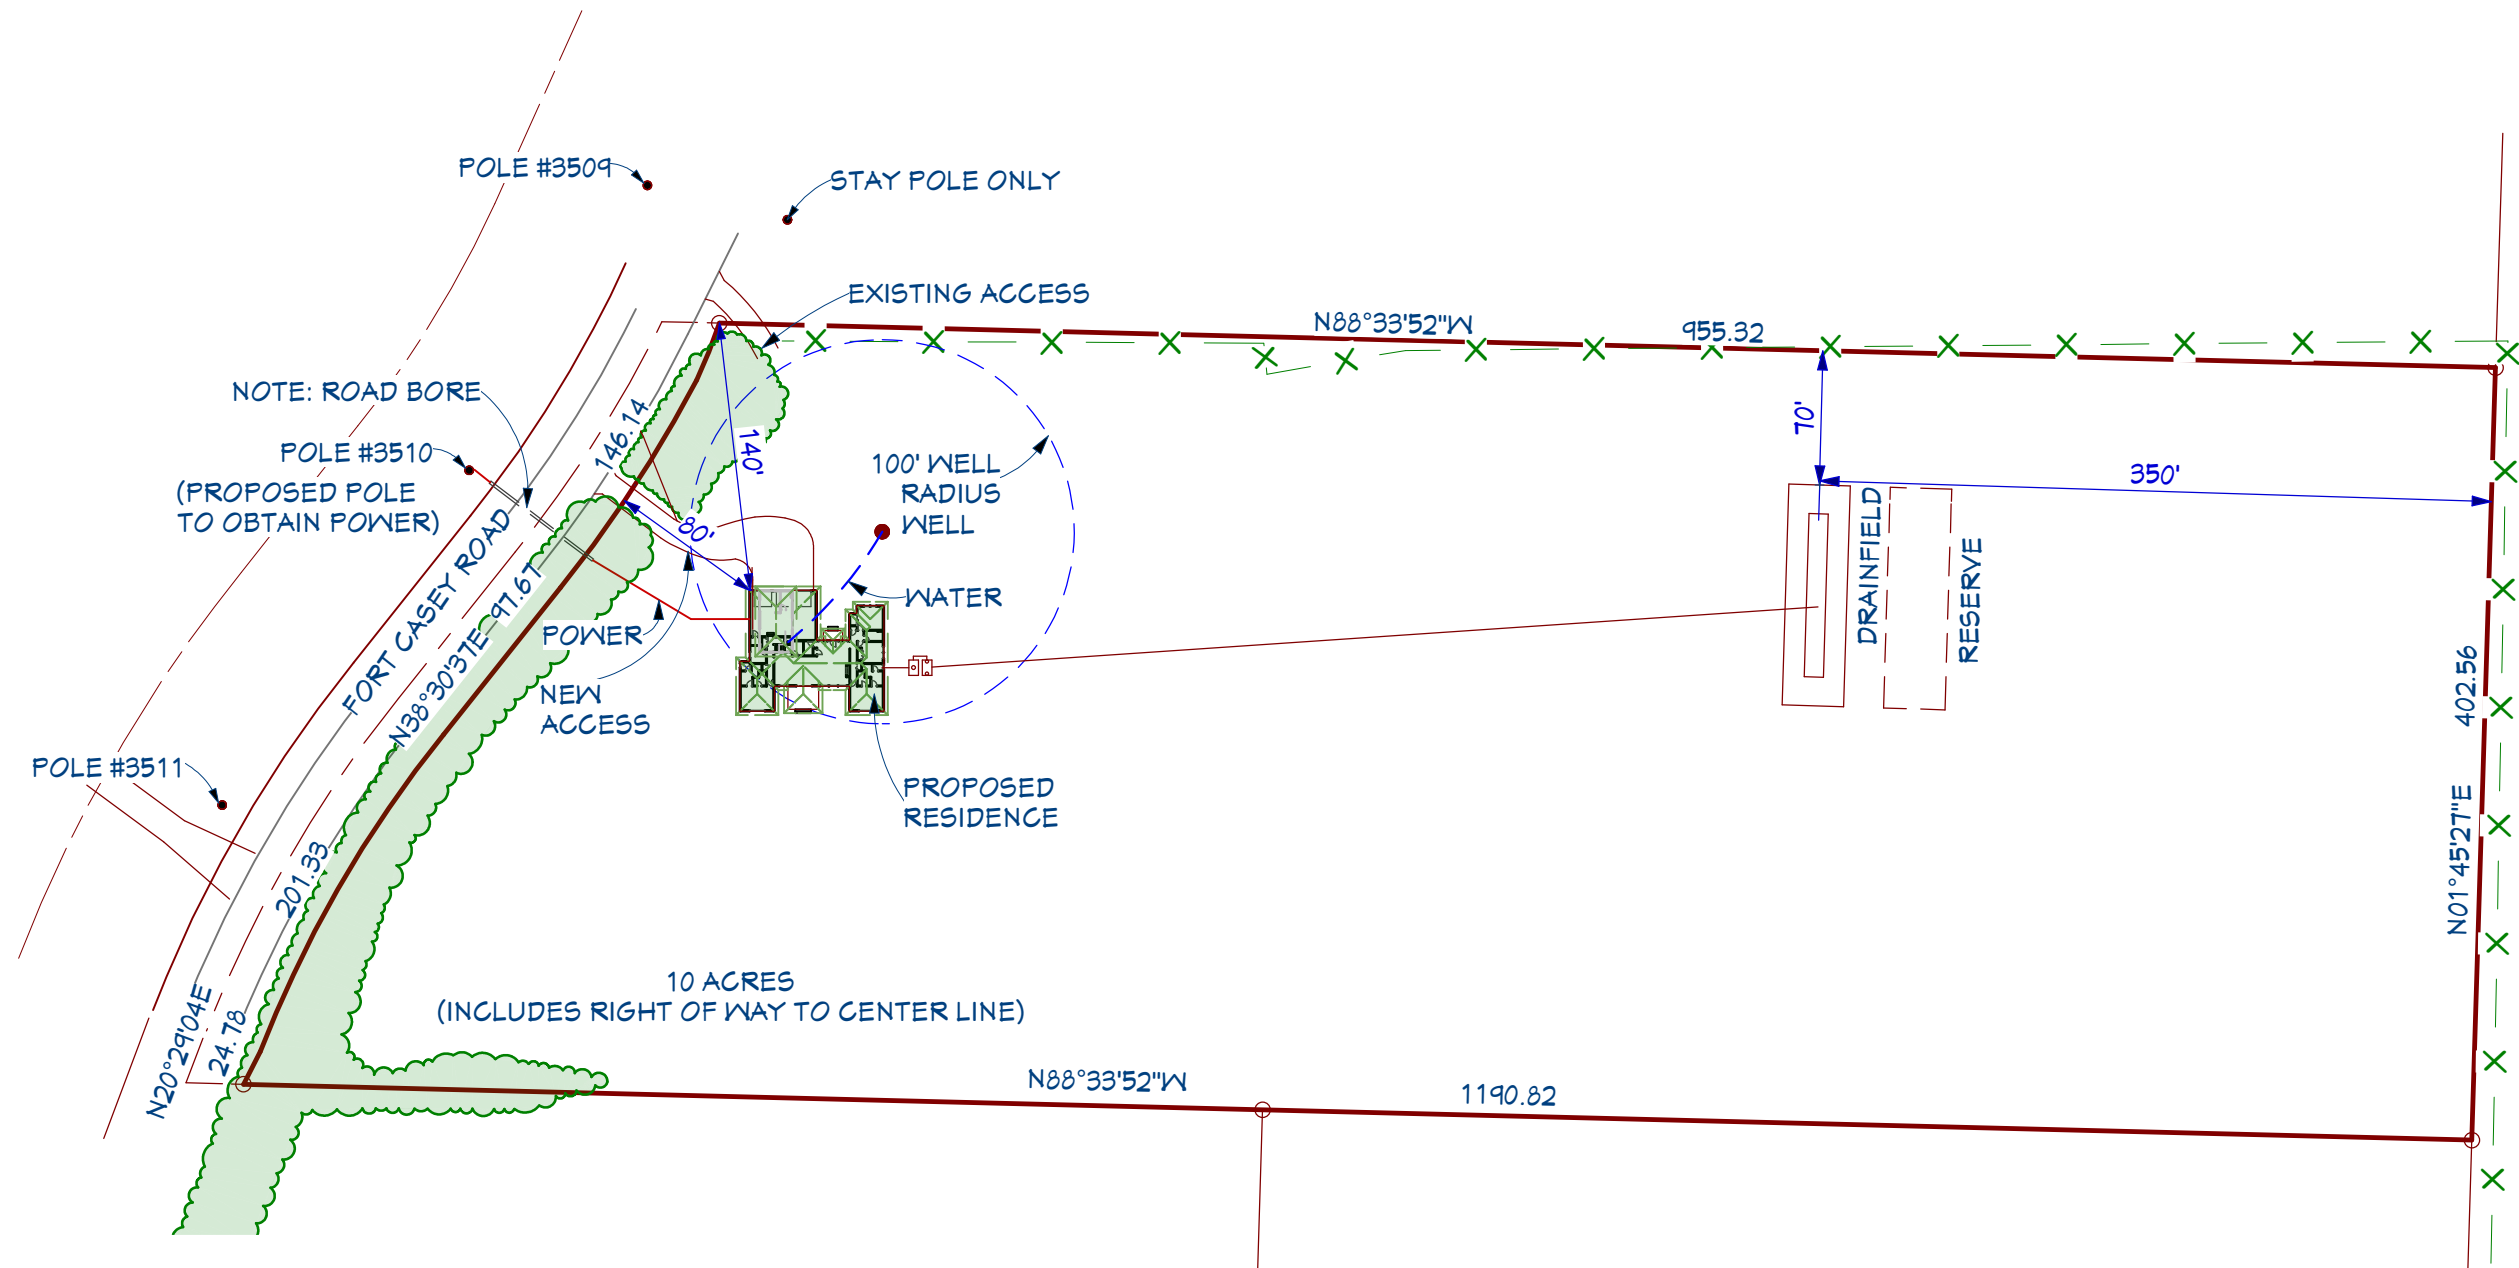 POLE #3509
STAY POLE ONLY
EXISTING ACCESS
N88°33'52"W
955.32
NOTE: ROAD BORE
146.14
140'
70'
POLE #3510
(PROPOSED POLE
TO OBTAIN POWER)
100' WELL
RADIUS
WELL
350'
80'
FORT CASEY ROAD
DRAINFIELD
RESERVE
WATER
N38°30'37E
97.67
POWER
NEW
ACCESS
402.56
POLE #3511
PROPOSED
RESIDENCE
N01°45'27"E
201.33
10 ACRES
(INCLUDES RIGHT OF WAY TO CENTER LINE)
N20°29'04E
24.78
N88°33'52"W
1190.82